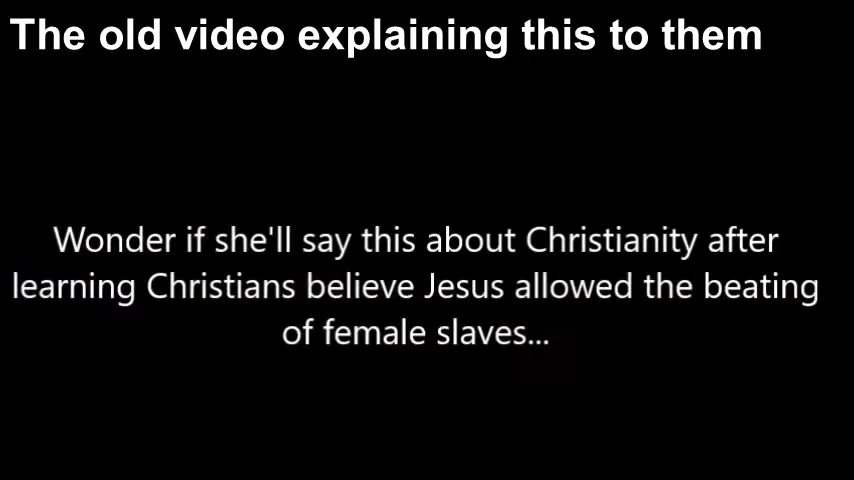 The old video explaining this to them
Wonder if she'll say this about Christianity after
learning Christians believe Jesus allowed the beating
of female slaves...